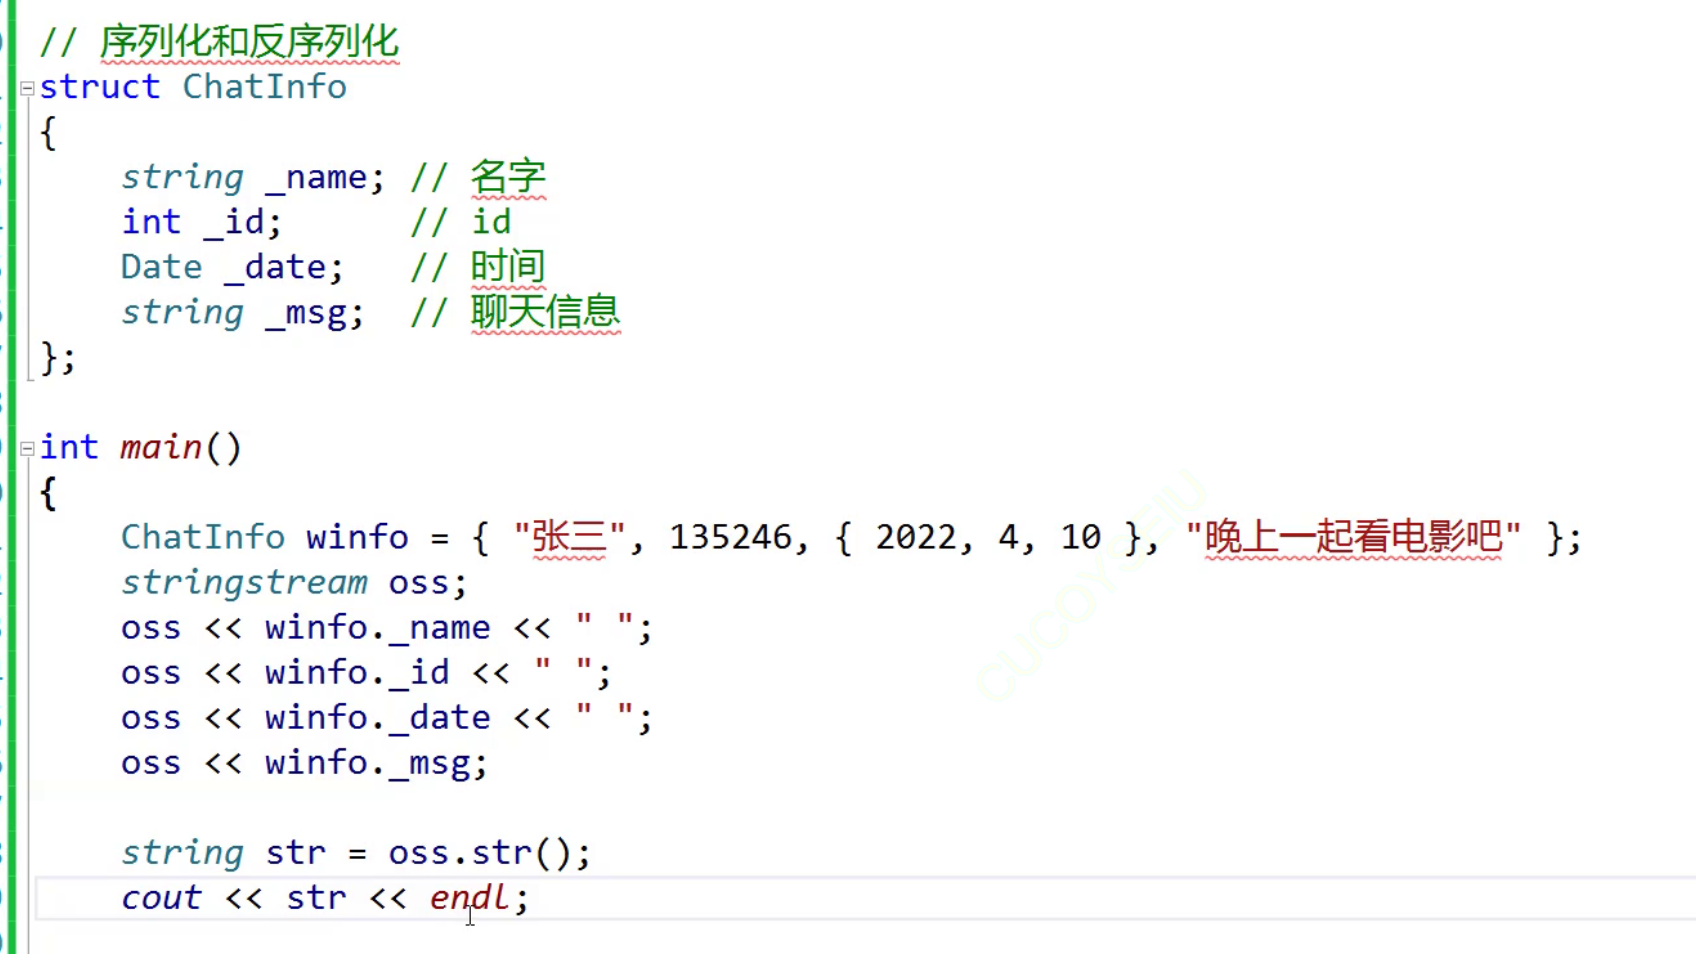 // 序列化和反序列化
struct ChatInfo
{
    string _name; // 名字
    int _id;      // id
    Date _date;   // 时间
    string _msg;  // 聊天信息
};
int main()
{
    ChatInfo winfo = { "张三", 135246, { 2022, 4, 10 }, "晚上一起看电影吧" };
    stringstream oss;
    oss << winfo._name << " ";
    oss << winfo._id << " ";
    oss << winfo._date << " ";
    oss << winfo._msg;
    string str = oss.str();
    cout << str << endl;
CUCOYSEIU